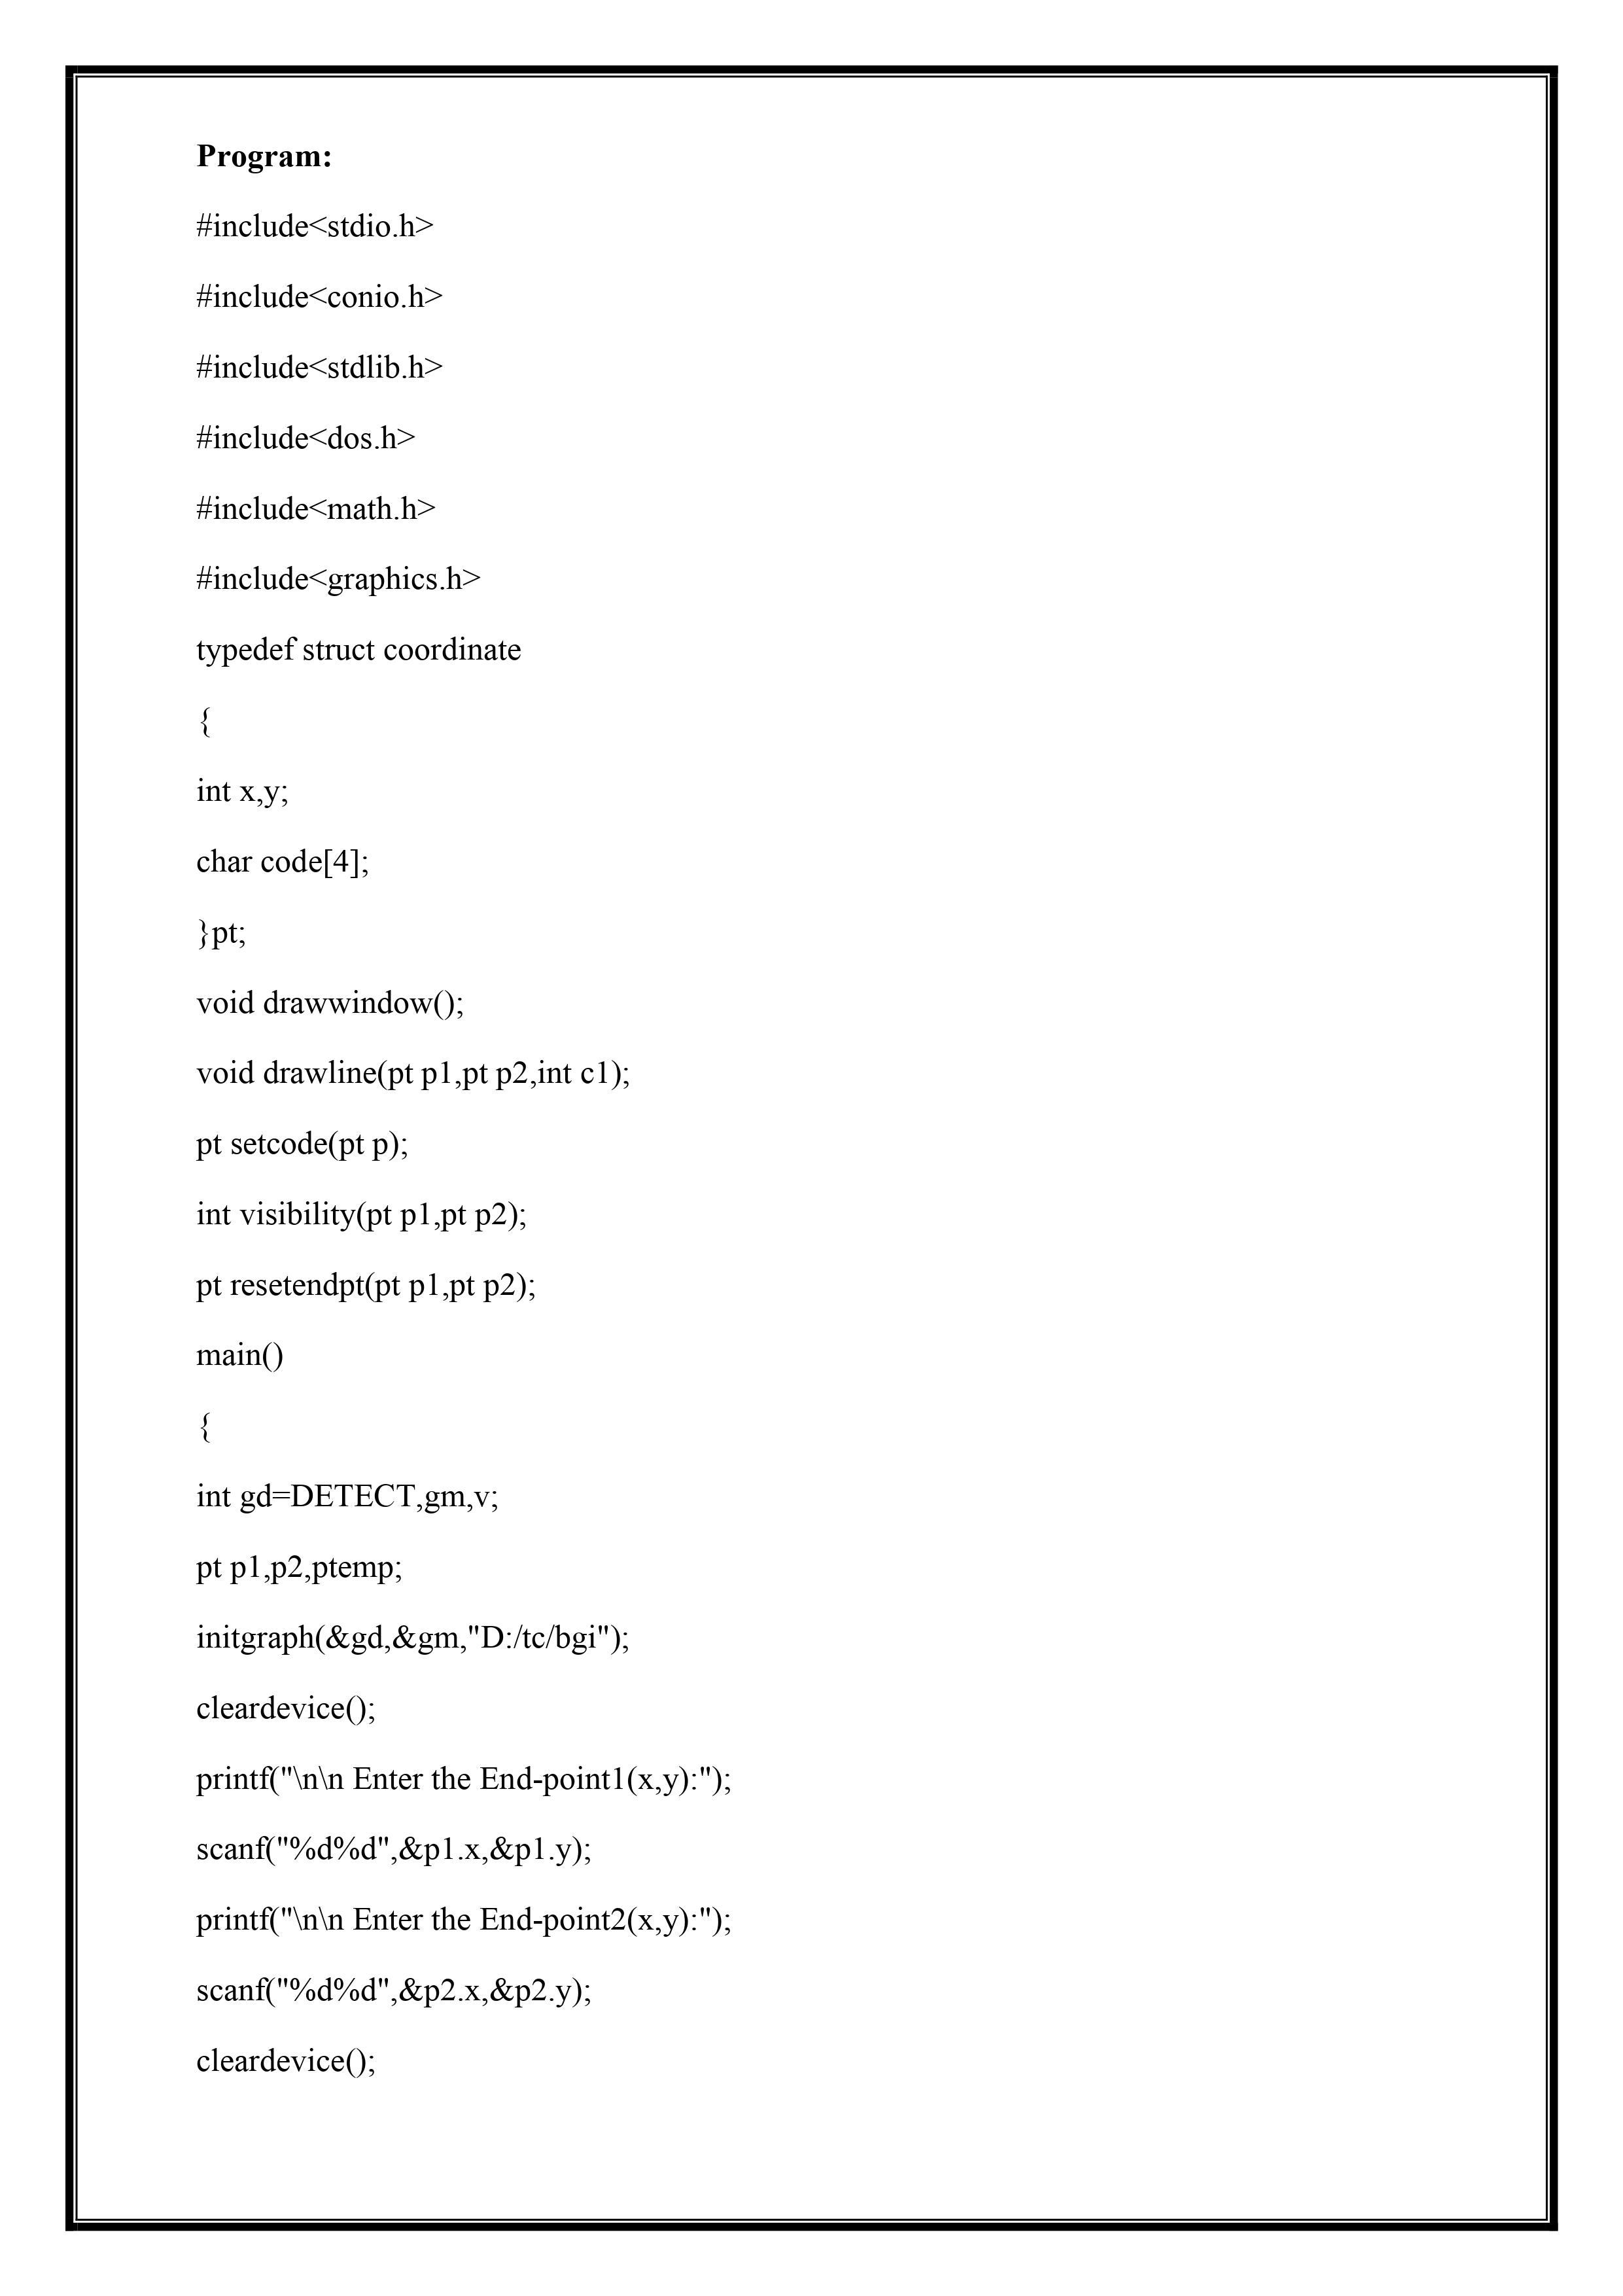 Program:
#include<stdio.h>
#include<conio.h>
#include<stdlib.h>
#include<dos.h>
#include<math.h>
#include<graphics.h>
typedef struct coordinate
{
int x,y;
char code[4];
}pt;
void drawwindow();
void drawline(pt p1,pt p2,int c1);
pt setcode(pt p);
int visibility(pt p1,pt p2);
pt resetendpt(pt p1,pt p2);
main()
{
int gd=DETECT,gm,v;
pt p1,p2,ptemp;
initgraph(&gd,&gm,"D:/tc/bgi");
cleardevice();
printf("\n\n Enter the End-point1(x,y):");
scanf("%d%d",&p1.x,&p1.y);
printf("\n\n Enter the End-point2(x,y):");
scanf("%d%d",&p2.x,&p2.y);
cleardevice();